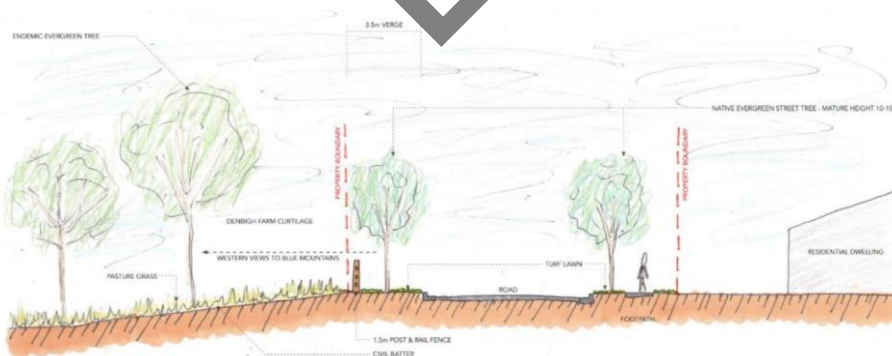 3.5m VERGE
ENDEMIC EVERGREEN TREE
NATIVE EVERGREEN STREET TREE - MATURE HEIGHT 10-15
PROPERTY BOUNDARY
PROPERTY BOUNDARY
DENBIGH FARM CURTILAGE
WESTERN VIEWS TO BLUE MOUNTAINS
RESIDENTIAL DWELLING
PASTURE GRASS
TURF LAWN
ROAD
FOOTPATH
1.5m POST & RAIL FENCE
CIVIL BATTER